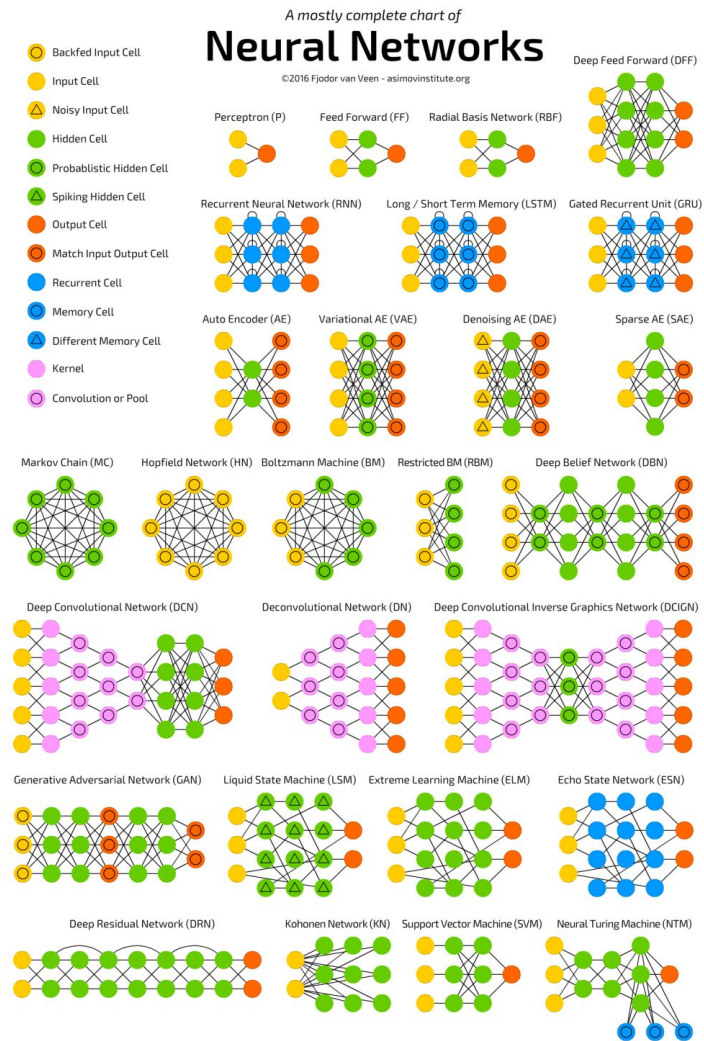 A mostly complete chart of
Neural Networks
©2016 Fjodor van Veen - asimovinstitute.org
Backfed Input Cell
Input Cell
Noisy Input Cell
Hidden Cell
Probablistic Hidden Cell
Spiking Hidden Cell
Output Cell
Match Input Output Cell
Recurrent Cell
Memory Cell
Different Memory Cell
Kernel
Convolution or Pool
Deep Feed Forward (DFF)
Perceptron (P)
Feed Forward (FF)
Radial Basis Network (RBF)
Recurrent Neural Network (RNN)
Long / Short Term Memory (LSTM)
Gated Recurrent Unit (GRU)
Auto Encoder (AE)
Variational AE (VAE)
Denoising AE (DAE)
Sparse AE (SAE)
Markov Chain (MC)
Hopfield Network (HN)
Boltzmann Machine (BM)
Restricted BM (RBM)
Deep Belief Network (DBN)
Deep Convolutional Network (DCN)
Deconvolutional Network (DN)
Deep Convolutional Inverse Graphics Network (DCIGN)
Generative Adversarial Network (GAN)
Liquid State Machine (LSM)
Extreme Learning Machine (ELM)
Echo State Network (ESN)
Deep Residual Network (DRN)
Kohonen Network (KN)
Support Vector Machine (SVM)
Neural Turing Machine (NTM)